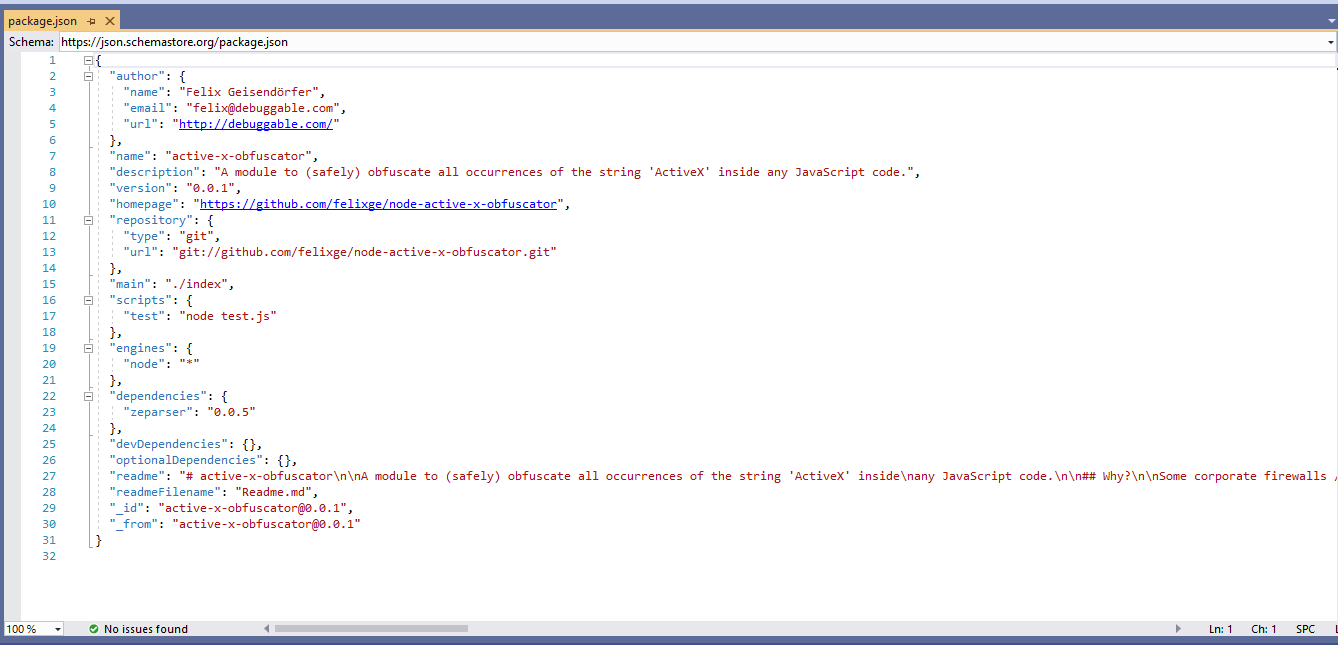 package.json
Schema: https://json.schemastore.org/package.json
1 {
2 "author": {
3 "name": "Felix Geisendörfer",
4 "email": "felix@debuggable.com",
5 "url": "http://debuggable.com/"
6 },
7 "name": "active-x-obfuscator",
8 "description": "A module to (safely) obfuscate all occurrences of the string 'ActiveX' inside any JavaScript code.",
9 "version": "0.0.1",
10 "homepage": "https://github.com/felixge/node-active-x-obfuscator",
11 "repository": {
12 "type": "git",
13 "url": "git://github.com/felixge/node-active-x-obfuscator.git"
14 },
15 "main": "./index",
16 "scripts": {
17 "test": "node test.js"
18 },
19 "engines": {
20 "node": "*"
21 },
22 "dependencies": {
23 "zeparser": "0.0.5"
24 },
25 "devDependencies": {},
26 "optionalDependencies": {},
27 "readme": "# active-x-obfuscator\n\nA module to (safely) obfuscate all occurrences of the string 'ActiveX' inside\nany JavaScript code.\n\n## Why?\n\nSome corporate firewalls /
28 "readmeFilename": "Readme.md",
29 "_id": "active-x-obfuscator@0.0.1",
30 "_from": "active-x-obfuscator@0.0.1"
31 }
32
100 % No issues found Ln: 1 Ch: 1 SPC